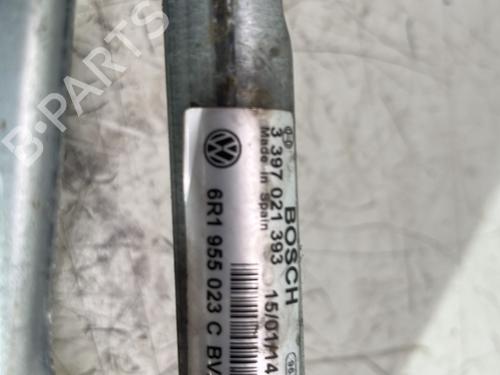 BOSCH
3 397 021 393
Made in Spain
15/01/14
6R1 955 023 C BV
B-PARTS